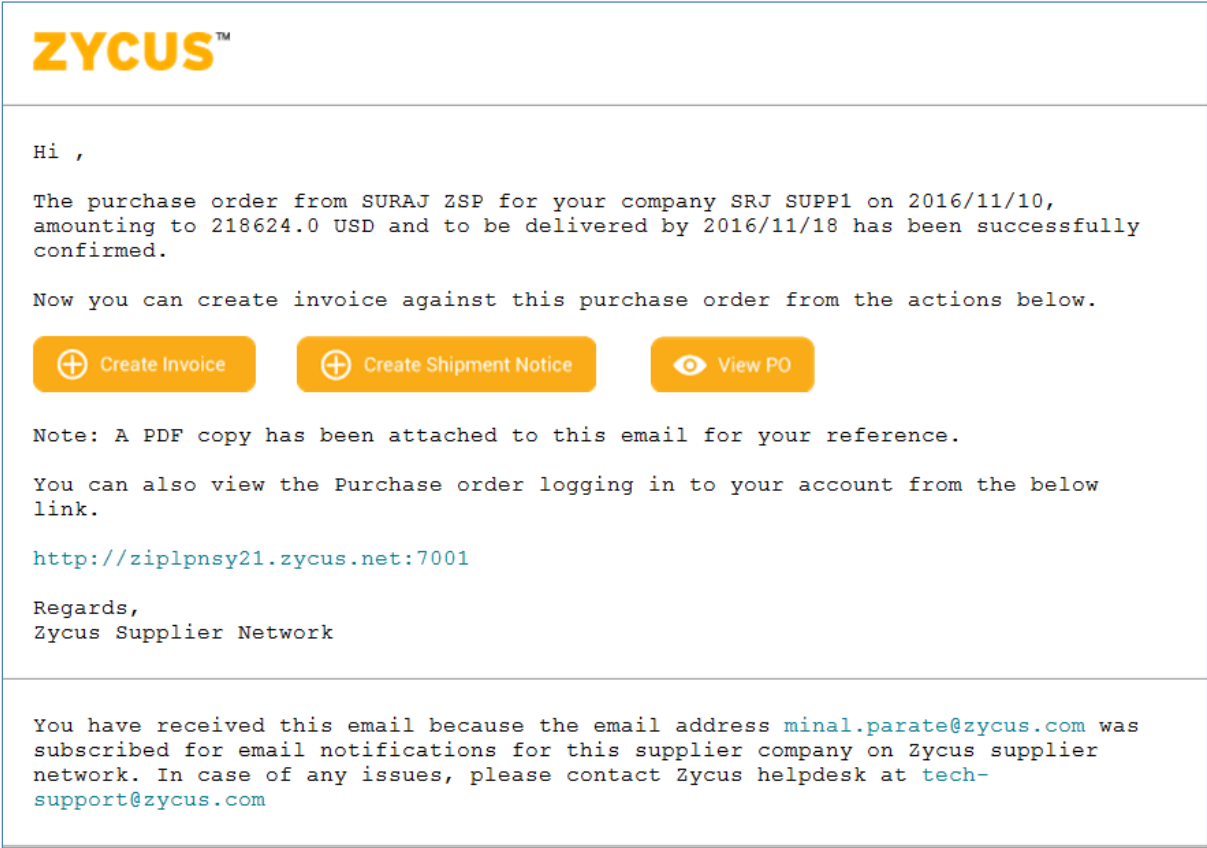 ZYCUS™
Hi ,
The purchase order from SURAJ ZSP for your company SRJ SUPP1 on 2016/11/10,
amounting to 218624.0 USD and to be delivered by 2016/11/18 has been successfully
confirmed.
Now you can create invoice against this purchase order from the actions below.
Create Invoice Create Shipment Notice View PO
Note: A PDF copy has been attached to this email for your reference.
You can also view the Purchase order logging in to your account from the below
link.
http://ziplpnsy21.zycus.net:7001
Regards,
Zycus Supplier Network
You have received this email because the email address minal.parate@zycus.com was
subscribed for email notifications for this supplier company on Zycus supplier
network. In case of any issues, please contact Zycus helpdesk at tech-
support@zycus.com